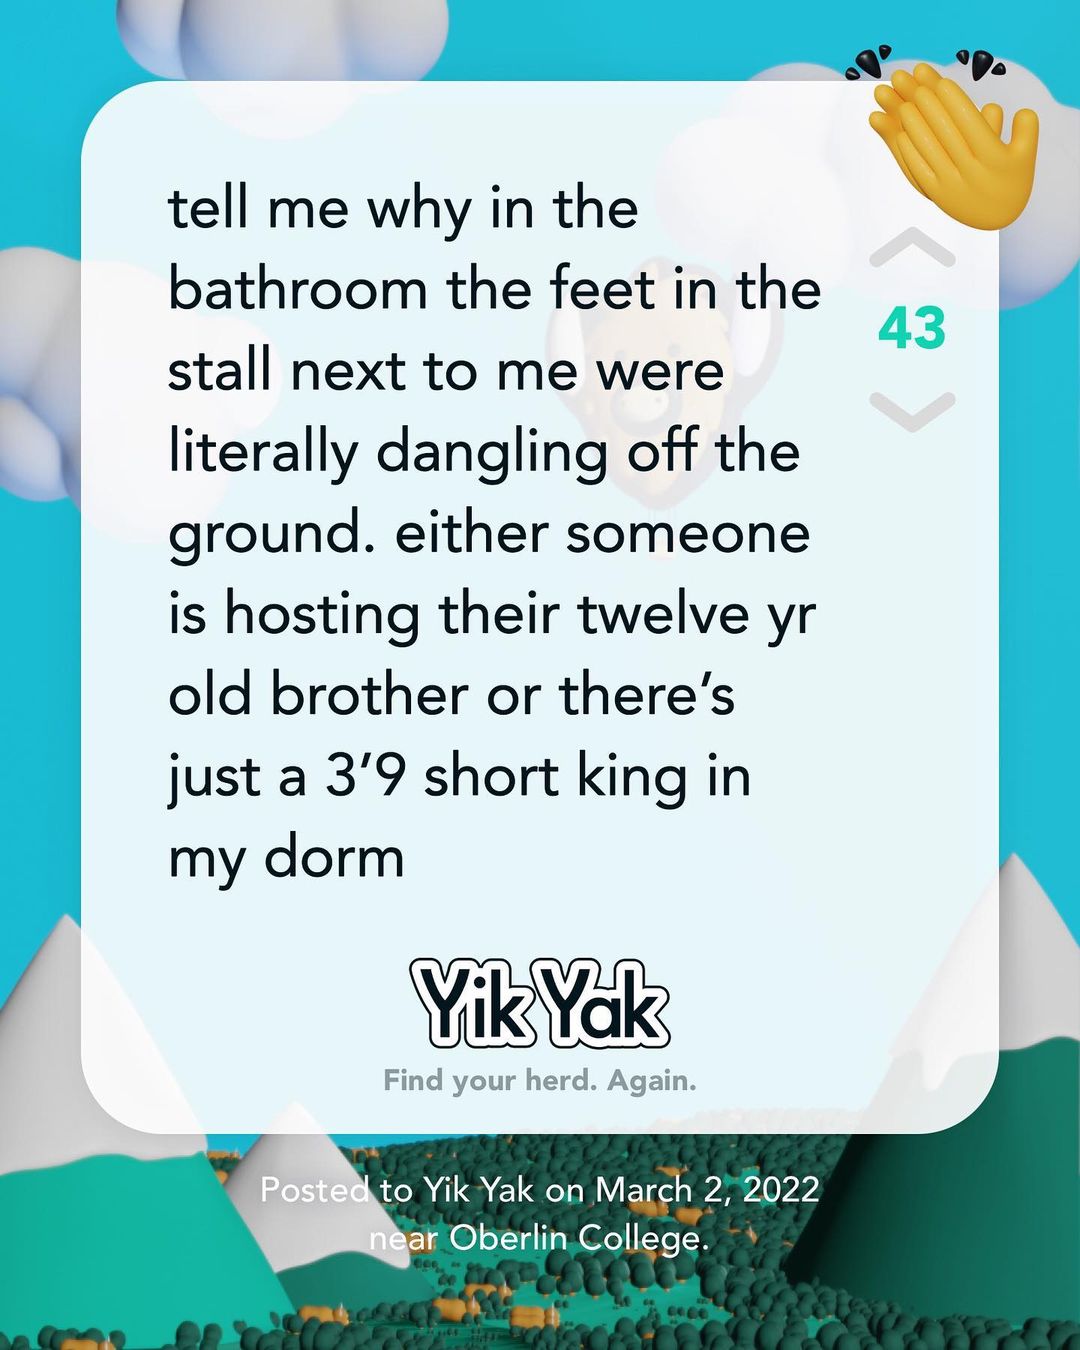 tell me why in the
bathroom the feet in the
stall next to me were
literally dangling off the
ground. either someone
is hosting their twelve yr
old brother or there’s
just a 3’9 short king in
my dorm
43
Yik Yak
Find your herd. Again.
Posted to Yik Yak on March 2, 2022
near Oberlin College.